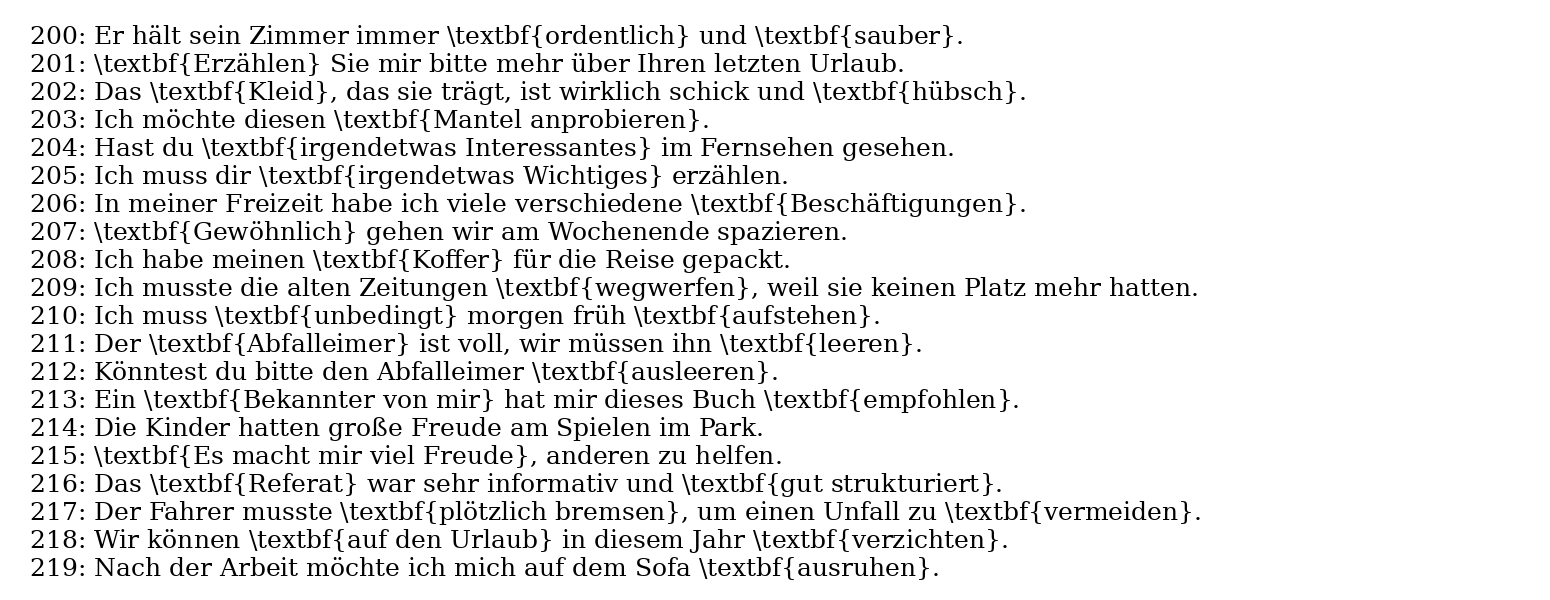 200: Er hält sein Zimmer immer \textbf{ordentlich} und \textbf{sauber}.
201: \textbf{Erzählen} Sie mir bitte mehr über Ihren letzten Urlaub.
202: Das \textbf{Kleid}, das sie trägt, ist wirklich schick und \textbf{hübsch}.
203: Ich möchte diesen \textbf{Mantel anprobieren}.
204: Hast du \textbf{irgendetwas Interessantes} im Fernsehen gesehen.
205: Ich muss dir \textbf{irgendetwas Wichtiges} erzählen.
206: In meiner Freizeit habe ich viele verschiedene \textbf{Beschäftigungen}.
207: \textbf{Gewöhnlich} gehen wir am Wochenende spazieren.
208: Ich habe meinen \textbf{Koffer} für die Reise gepackt.
209: Ich musste die alten Zeitungen \textbf{wegwerfen}, weil sie keinen Platz mehr hatten.
210: Ich muss \textbf{unbedingt} morgen früh \textbf{aufstehen}.
211: Der \textbf{Abfalleimer} ist voll, wir müssen ihn \textbf{leeren}.
212: Könntest du bitte den Abfalleimer \textbf{ausleeren}.
213: Ein \textbf{Bekannter von mir} hat mir dieses Buch \textbf{empfohlen}.
214: Die Kinder hatten große Freude am Spielen im Park.
215: \textbf{Es macht mir viel Freude}, anderen zu helfen.
216: Das \textbf{Referat} war sehr informativ und \textbf{gut strukturiert}.
217: Der Fahrer musste \textbf{plötzlich bremsen}, um einen Unfall zu \textbf{vermeiden}.
218: Wir können \textbf{auf den Urlaub} in diesem Jahr \textbf{verzichten}.
219: Nach der Arbeit möchte ich mich auf dem Sofa \textbf{ausruhen}.